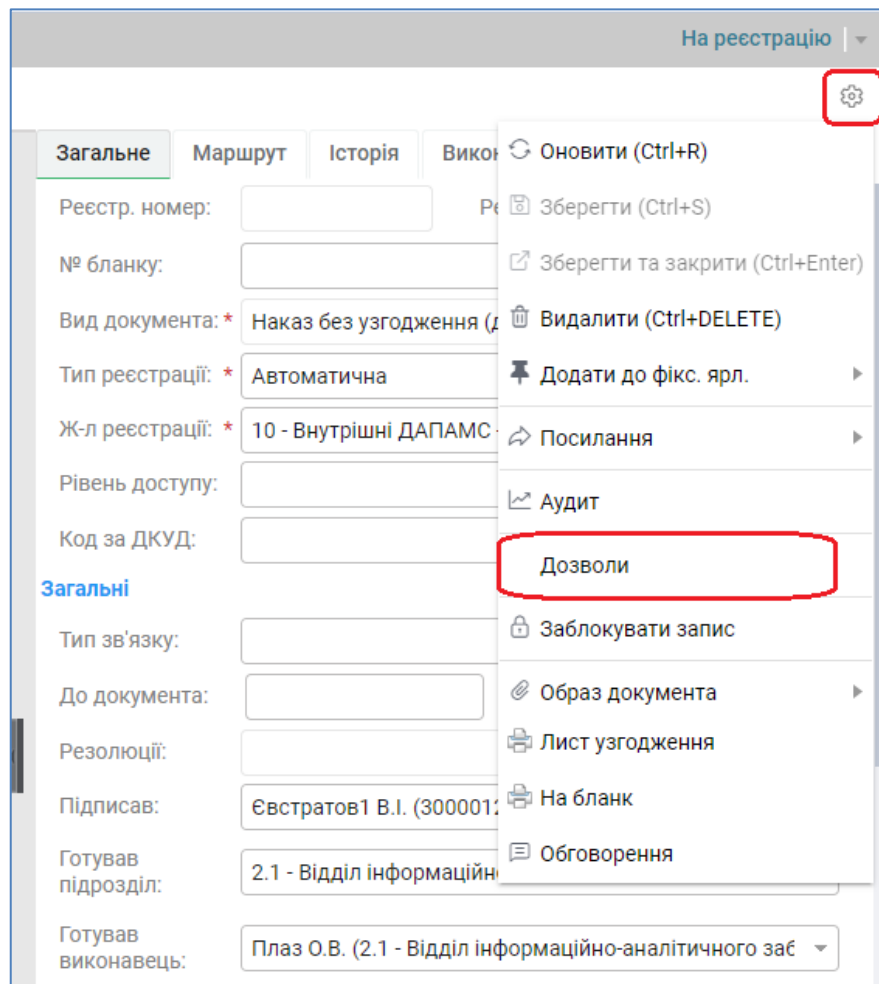 На реєстрацію
Загальне Маршрут Історія Викон
Оновити (Ctrl+R)
Реєстр. номер: Ре
Зберегти (Ctrl+S)
№ бланку:
Зберегти та закрити (Ctrl+Enter)
Вид документа: * Наказ без узгодження (д
Видалити (Ctrl+DELETE)
Тип реєстрації: * Автоматична
Додати до фікс. ярл.
Ж-л реєстрації: * 10 - Внутрішні ДАПАМС -
Посилання
Рівень доступу:
Аудит
Код за ДКУД:
Дозволи
Загальні
Заблокувати запис
Тип зв'язку:
До документа:
Образ документа
Резолюції:
Лист узгодження
Підписав: Євстратов1 В.І. (3000012
На бланк
Готував
підрозділ: 2.1 - Відділ інформаційн
Обговорення
Готував
виконавець: Плаз О.В. (2.1 - Відділ інформаційно-аналітичного заб